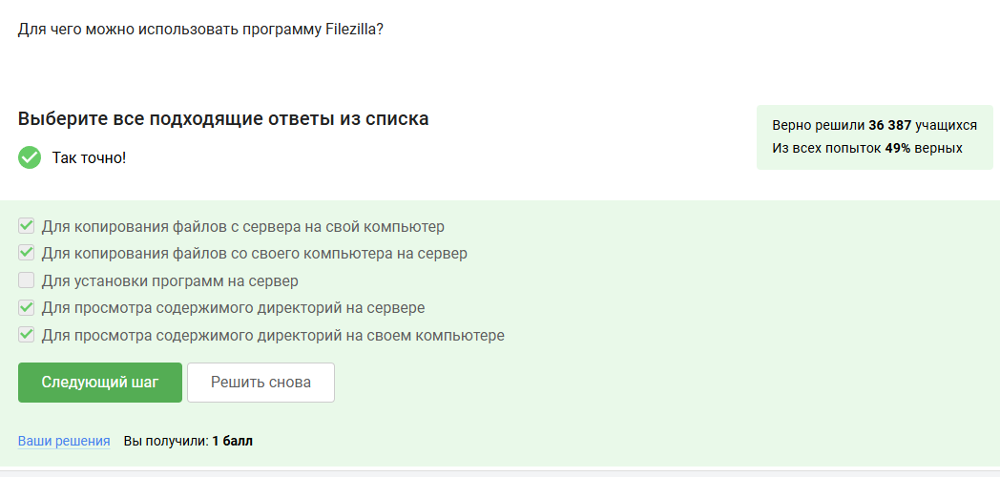 Для чего можно использовать программу Filezilla?
Выберите все подходящие ответы из списка
Верно решили 36 387 учащихся
Из всех попыток 49% верных
Так точно!
Для копирования файлов с сервера на свой компьютер
Для копирования файлов со своего компьютера на сервер
Для установки программ на сервер
Для просмотра содержимого директорий на сервере
Для просмотра содержимого директорий на своем компьютере
Следующий шаг
Решить снова
Ваши решения Вы получили: 1 балл